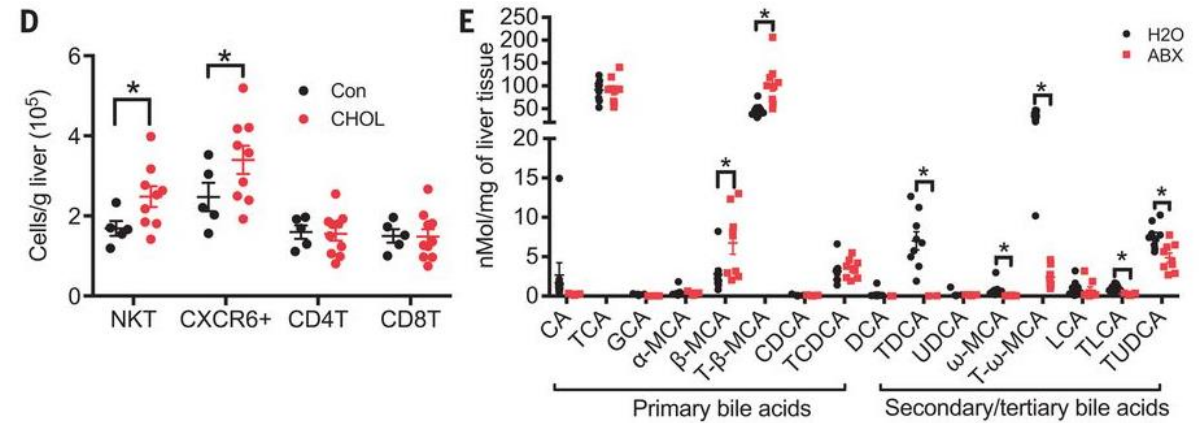 D
Cells/g liver (10⁵)
6
4
2
0
*
*
Con
CHOL
NKT
CXCR6+
CD4T
CD8T
E
nMol/mg of liver tissue
250
200
150
100
50
20
15
10
5
0
*
*
*
*
*
*
*
H2O
ABX
CA
TCA
GCA
α-MCA
β-MCA
T-β-MCA
CDCA
TCDCA
DCA
TDCA
UDCA
ω-MCA
T-ω-MCA
LCA
TLCA
TUDCA
Primary bile acids
Secondary/tertiary bile acids